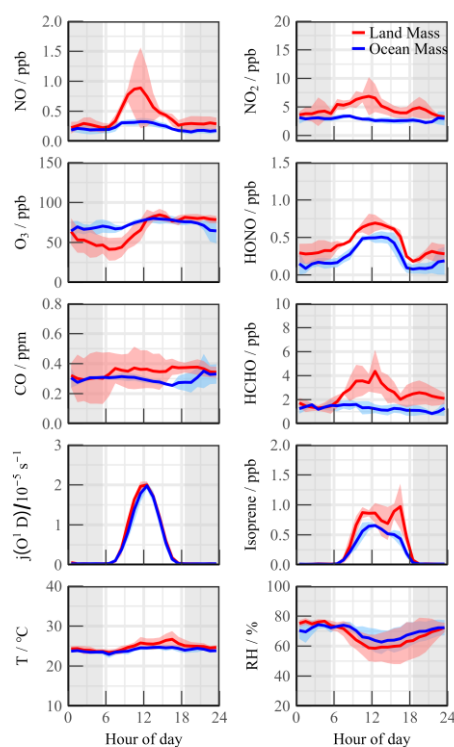 NO / ppb
2.0
1.5
1.0
0.5
0.0
NO2 / ppb
20
15
10
5
0
Land Mass
Ocean Mass
O3 / ppb
150
100
50
0
HONO / ppb
1.5
1.0
0.5
0.0
CO / ppm
0.8
0.6
0.4
0.2
0.0
HCHO / ppb
10
8
6
4
2
0
j(O1 D)/10-5 s-1
3
2
1
0
Isoprene / ppb
2.0
1.5
1.0
0.5
0.0
T / °C
40
30
20
10
0 6 12 18 24
Hour of day
RH / %
100
80
60
40
20
0 6 12 18 24
Hour of day